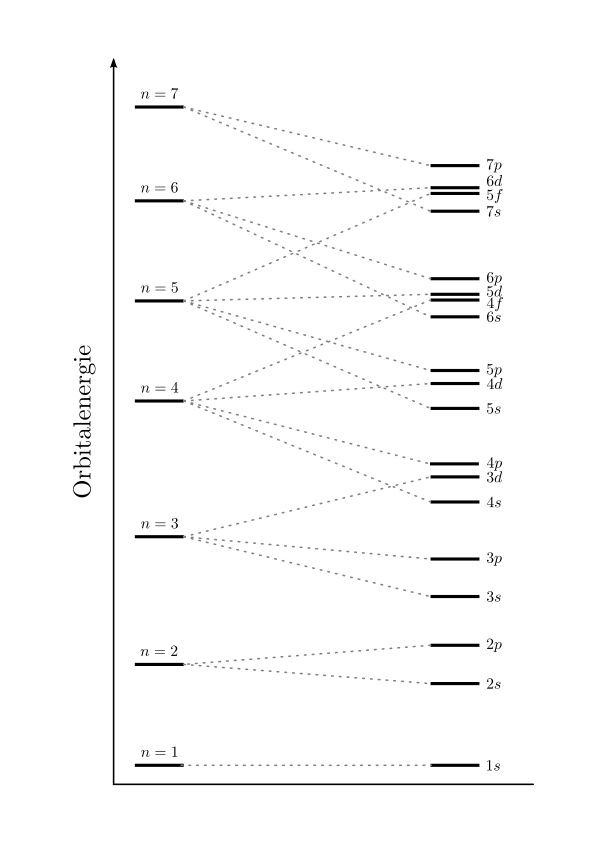 n = 7
7p
6d
n = 6
5f
7s
6p
n = 5
5d
4f
6s
5p
n = 4
4d
5s
Orbitalenergie
4p
3d
4s
n = 3
3p
3s
n = 2
2p
2s
n = 1
1s